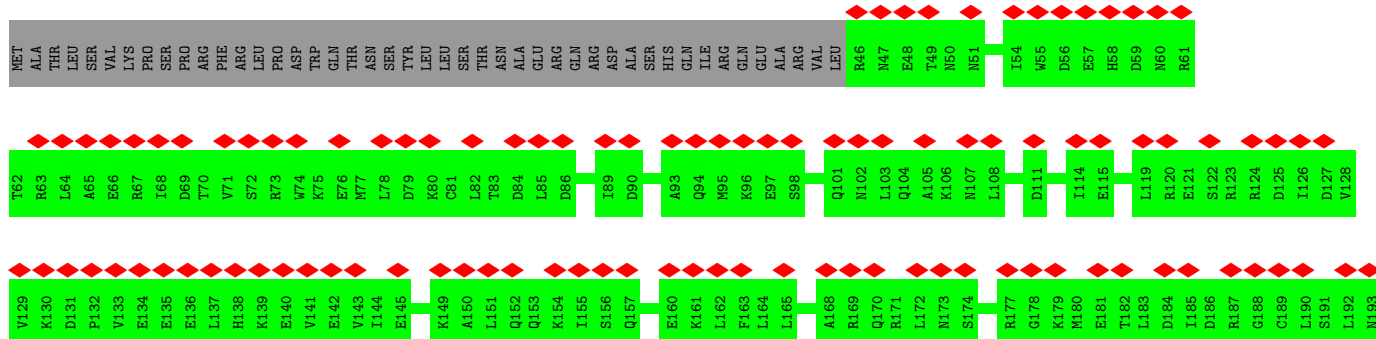 MET ALA THR LEU SER VAL LYS PRO SER PRO ARG PHE ARG LEU PRO ASP TRP GLN THR ASN SER TYR LEU LEU SER THR ASN ALA GLU ARG GLN ARG ASP ALA SER HIS GLN ILE ARG GLN GLU ALA ARG VAL LEU R46 N47 E48 T49 N50 N51 I54 W55 D56 E57 H58 D59 N60 R61
T62 R63 L64 A65 E66 R67 I68 D69 T70 V71 S72 R73 W74 K75 E76 M77 L78 D79 K80 C81 L82 T83 D84 L85 D86 I89 D90 A93 Q94 M95 K96 E97 S98 Q101 N102 L103 Q104 A105 K106 N107 L108 D111 I114 E115 L119 R120 E121 S122 R123 R124 D125 I126 D127 V128
V129 K130 D131 P132 V133 E134 E135 E136 L137 H138 K139 E140 V141 E142 V143 I144 E145 K149 A150 L151 Q152 Q153 K154 I155 S156 Q157 E160 K161 L162 F163 L164 L165 A168 R169 Q170 R171 L172 N173 S174 R177 G178 K179 M180 E181 T182 L183 D184 I185 D186 R187 G188 C189 L190 S191 L192 N193